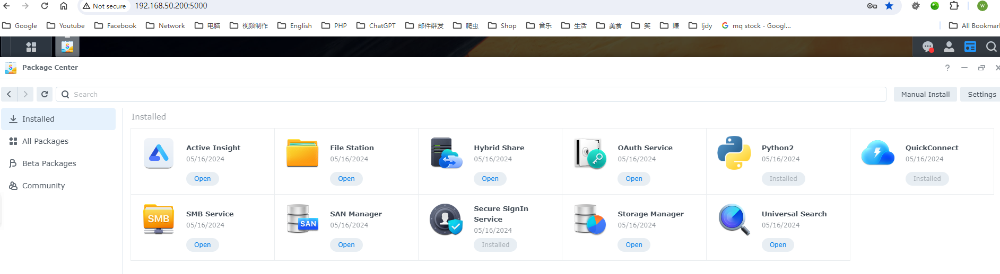 Not secure 192.168.50.200:5000 W
Google Youtube Facebook Network 电脑 视频制作 English PHP ChatGPT 邮件群发 爬虫 Shop 音乐 生活 美食 笑 赚 ljdy G mq stock - Googl... All Bookmar
Package Center ?
Search Manual Install Settings
Installed
All Packages
Beta Packages
Community
Installed
Active Insight
05/16/2024
Open
File Station
05/16/2024
Open
Hybrid Share
05/16/2024
Open
OAuth Service
05/16/2024
Open
Python2
05/16/2024
Installed
QuickConnect
05/16/2024
Installed
SMB
SMB Service
05/16/2024
Open
SAN
SAN Manager
05/16/2024
Open
Secure SignIn
Service
05/16/2024
Installed
Storage Manager
05/16/2024
Open
Universal Search
05/16/2024
Open